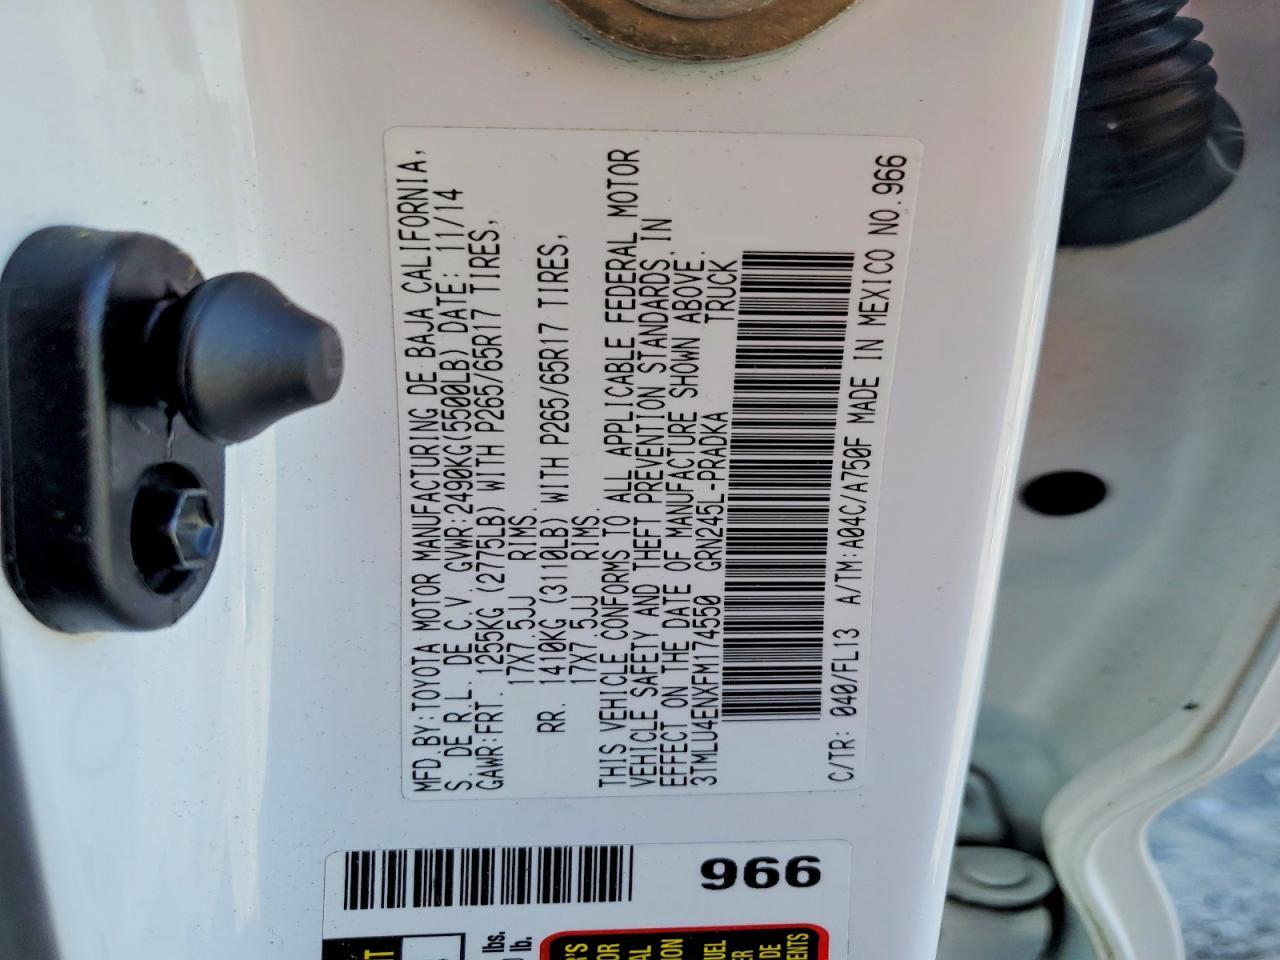 MFD.BY:TOYOTA MOTOR MANUFACTURING DE BAJA CALIFORNIA,
S. DE R.L. DE C.V. GVWR:2490KG(5500LB) DATE: 11/14
GAWR:FRT. 1255KG (2775LB) WITH P265/65R17 TIRES,
17X7.5JJ RIMS.
RR. 1410KG (3110LB) WITH P265/65R17 TIRES,
17X7.5JJ RIMS.
THIS VEHICLE CONFORMS TO ALL APPLICABLE FEDERAL MOTOR
VEHICLE SAFETY AND THEFT PREVENTION STANDARDS IN
EFFECT ON THE DATE OF MANUFACTURE SHOWN ABOVE.
3TMLU4ENXFM174550 GRN245L-PRADKA TRUCK
C/TR: 040/FL13 A/TM:A04C/A750F MADE IN MEXICO NO.966
966
lbs.
lb.